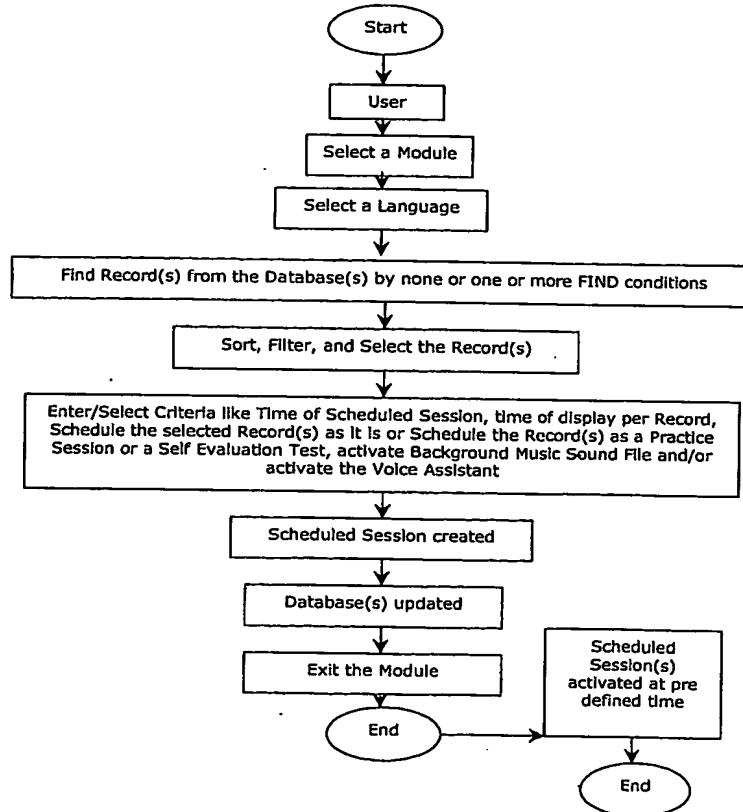 Start
User
Select a Module
Select a Language
Find Record(s) from the Database(s) by none or one or more FIND conditions
Sort, Filter, and Select the Record(s)
Enter/Select Criteria like Time of Scheduled Session, time of display per Record,
Schedule the selected Record(s) as it is or Schedule the Record(s) as a Practice
Session or a Self Evaluation Test, activate Background Music Sound File and/or
activate the Voice Assistant
Scheduled Session created
Database(s) updated
Exit the Module
End
Scheduled
Session(s)
activated at pre
defined time
End